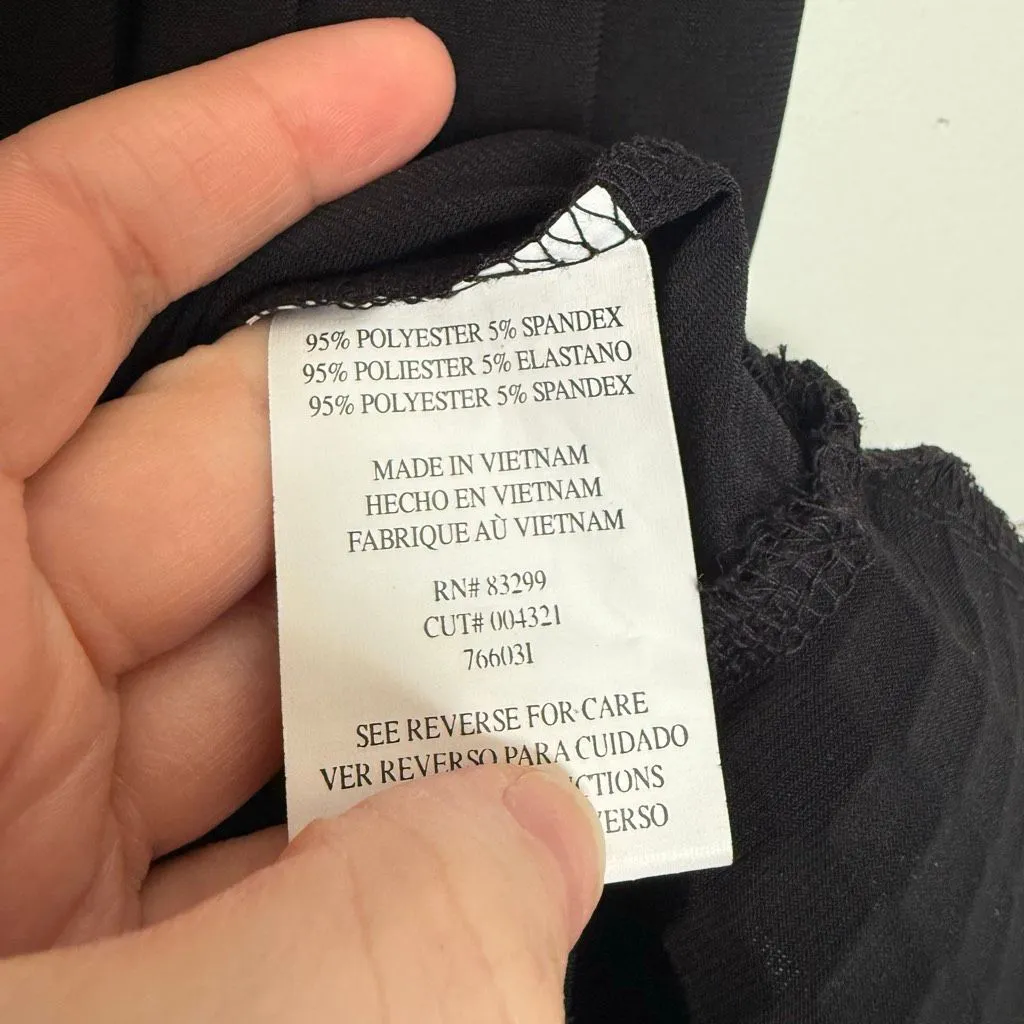 95% POLYESTER 5% SPANDEX
95% POLIESTER 5% ELASTANO
95% POLYESTER 5% SPANDEX
MADE IN VIETNAM
HECHO EN VIETNAM
FABRIQUE AÙ VIETNAM
RN# 83299
CUT# 004321
766031
SEE REVERSE FOR CARE
VER REVERSO PARA CUIDADO